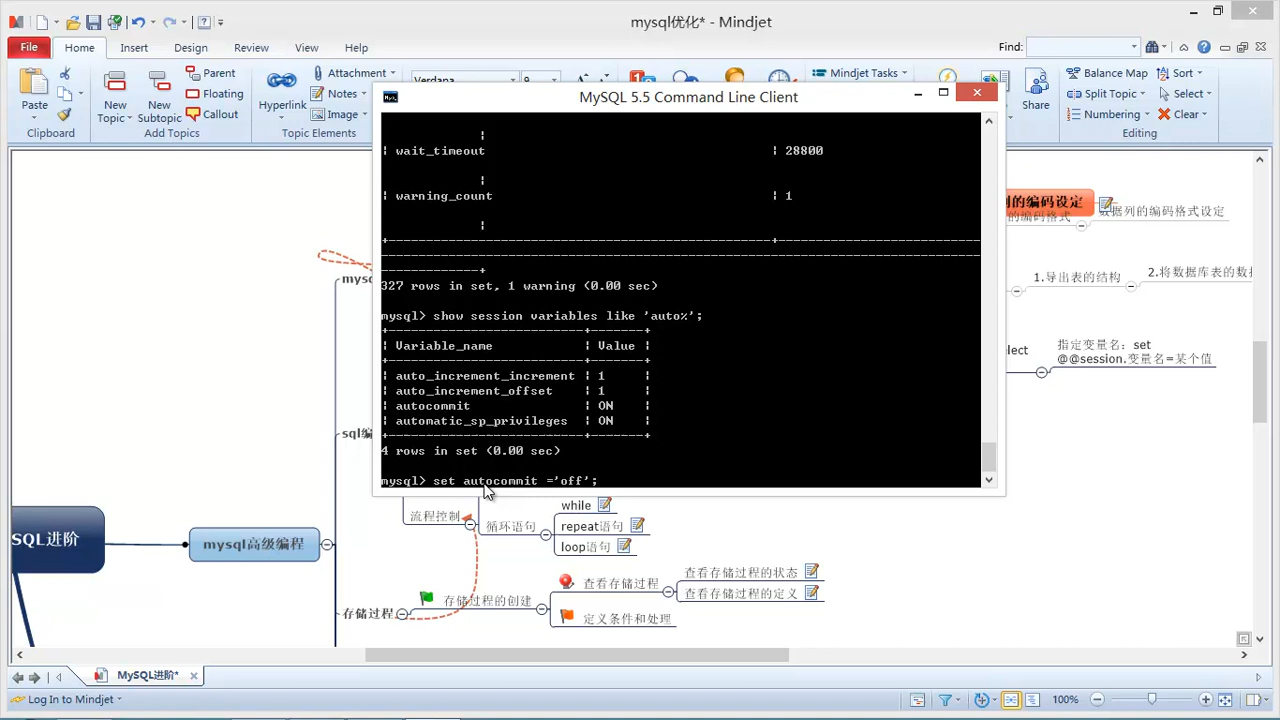 mysql优化* - Mindjet
File
Home
Insert
Design
Review
View
Help
Find:
Paste
Clipboard
New Topic
New Subtopic
Parent
Floating
Callout
Add Topics
Hyperlink
Attachment
Notes
Image
Topic Elements
Verdana
9
Mindjet Tasks
Share
Balance Map
Split Topic
Numbering
Sort
Select
Clear
Editing
MySQL 5.5 Command Line Client
| wait_timeout | 28800
|
| warning_count | 1
|
327 rows in set, 1 warning (0.00 sec)
mysql> show session variables like 'auto%';
| Variable_name | Value |
| auto_increment_increment | 1 |
| auto_increment_offset | 1 |
| autocommit | ON |
| automatic_sp_privileges | ON |
4 rows in set (0.00 sec)
mysql> set autocommit ='off';
列的编码设定
的编码格式
数据列的编码格式设定
1.导出表的结构
2.将数据库表的数
lect
指定变量名：set
@@session.变量名=某个值
mysq
sql编
SQL进阶
mysql高级编程
流程控制
循环语句
while
repeat语句
loop语句
存储过程
存储过程的创建
查看存储过程
查看存储过程的状态
查看存储过程的定义
定义条件和处理
MySQL进阶*
Log In to Mindjet
100%